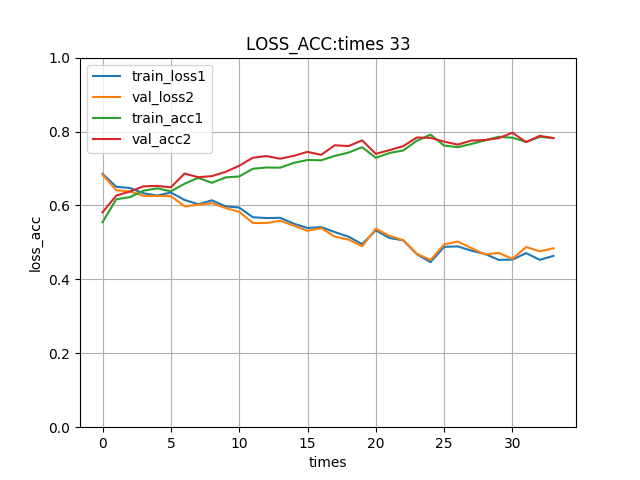 LOSS_ACC:times 33
train_loss1
val_loss2
train_acc1
val_acc2
1.0
0.8
0.6
0.4
0.2
0.0
loss_acc
0 5 10 15 20 25 30
times